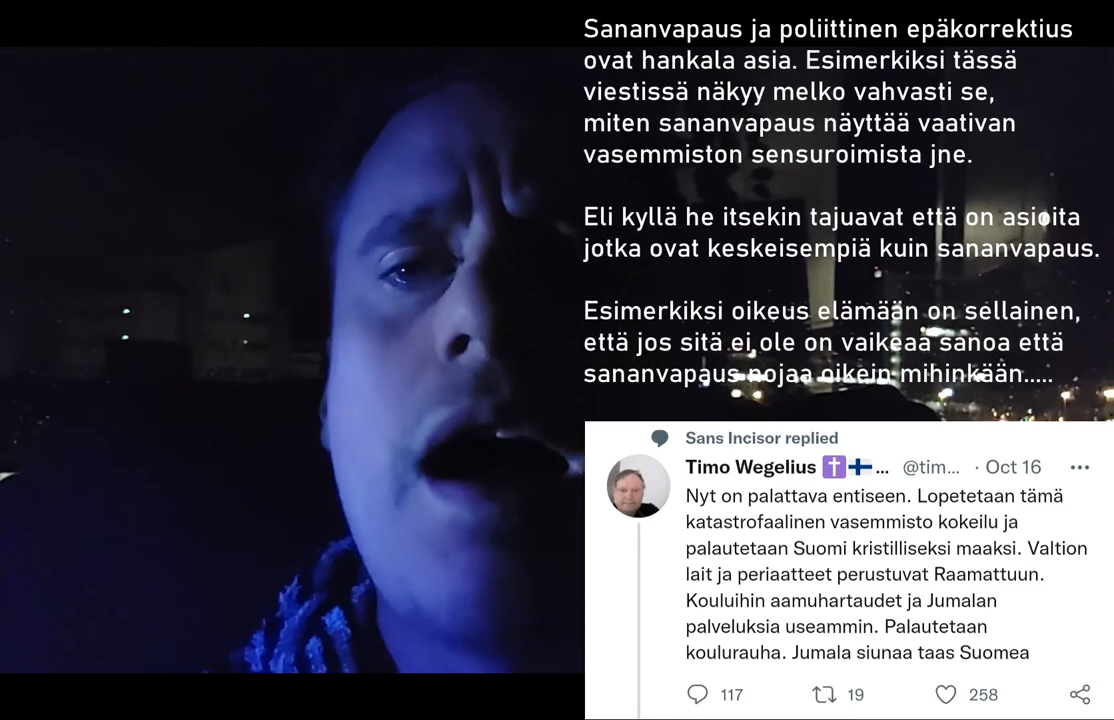 Sananvapaus ja poliittinen epäkorrektius
ovat hankala asia. Esimerkiksi tässä
viestissä näkyy melko vahvasti se,
miten sananvapaus näyttää vaativan
vasemmiston sensuroimista jne.
Eli kyllä he itsekin tajuavat että on asioita
jotka ovat keskeisempiä kuin sananvapaus.
Esimerkiksi oikeus elämään on sellainen,
että jos sitä ei ole on vaikeaa sanoa että
sananvapaus nojaa oikein mihinkään.....
Sans Incisor replied
Timo Wegelius ... @tim... · Oct 16 ...
Nyt on palattava entiseen. Lopetetaan tämä
katastrofaalinen vasemmisto kokeilu ja
palautetaan Suomi kristilliseksi maaksi. Valtion
lait ja periaatteet perustuvat Raamattuun.
Kouluihin aamuhartaudet ja Jumalan
palveluksia useammin. Palautetaan
koulurauha. Jumala siunaa taas Suomea
117 19 258